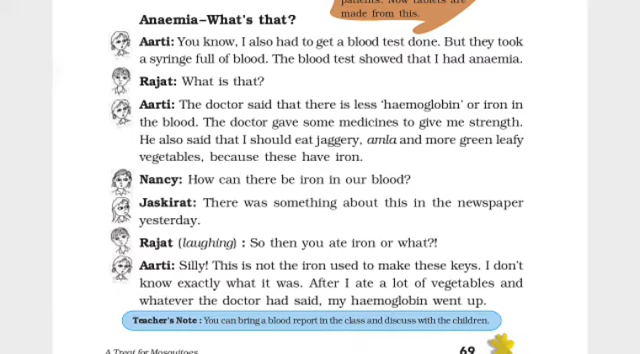 patients. Now tablets are
made from this.
Anaemia–What's that?
Aarti: You know, I also had to get a blood test done. But they took
a syringe full of blood. The blood test showed that I had anaemia.
Rajat: What is that?
Aarti: The doctor said that there is less 'haemoglobin' or iron in
the blood. The doctor gave some medicines to give me strength.
He also said that I should eat jaggery, amla and more green leafy
vegetables, because these have iron.
Nancy: How can there be iron in our blood?
Jaskirat: There was something about this in the newspaper
yesterday.
Rajat (laughing) : So then you ate iron or what?!
Aarti: Silly! This is not the iron used to make these keys. I don't
know exactly what it was. After I ate a lot of vegetables and
whatever the doctor had said, my haemoglobin went up.
Teacher's Note : You can bring a blood report in the class and discuss with the children.
A Treat for Mosquitoes
69